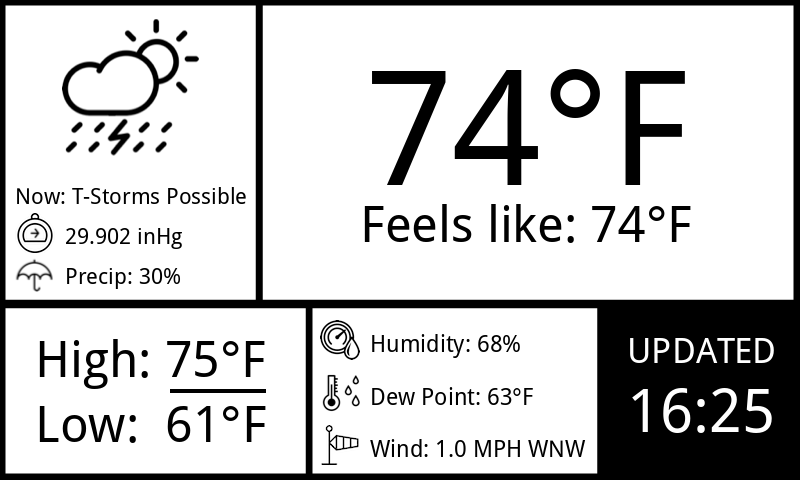 74°F
Feels like: 74°F
Now: T-Storms Possible
29.902 inHg
Precip: 30%
High: 75°F
Low: 61°F
Humidity: 68%
Dew Point: 63°F
Wind: 1.0 MPH WNW
UPDATED
16:25